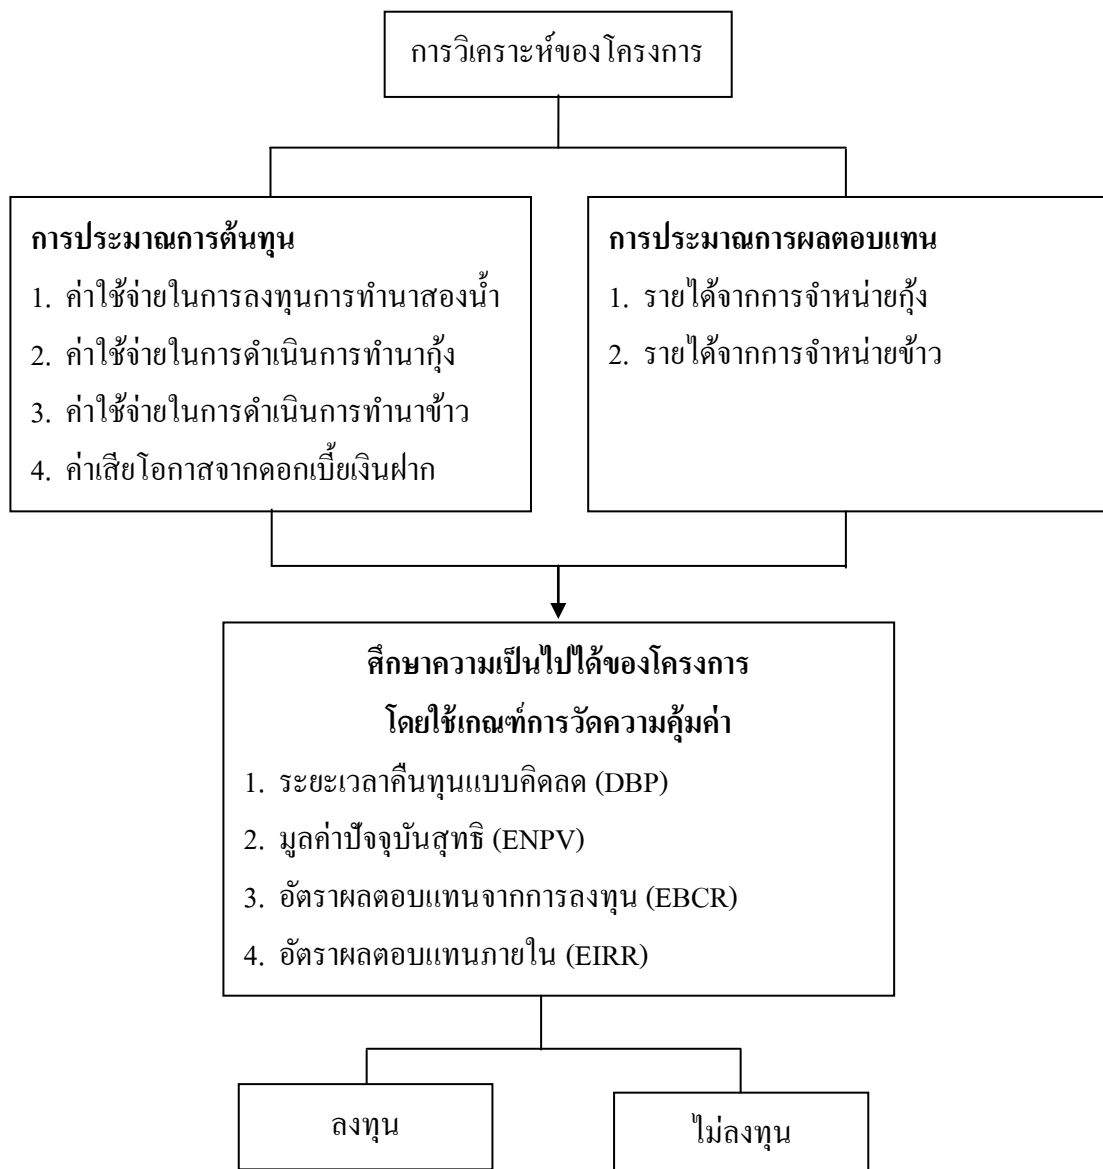 การวิเคราะห์ของโครงการ
การประมาณการต้นทุน
1. ค่าใช้จ่ายในการลงทุนการทำนาสองน้ำ
2. ค่าใช้จ่ายในการดำเนินการทำนากุ้ง
3. ค่าใช้จ่ายในการดำเนินการทำนาข้าว
4. ค่าเสียโอกาสจากดอกเบี้ยเงินฝาก
การประมาณการผลตอบแทน
1. รายได้จากการจำหน่ายกุ้ง
2. รายได้จากการจำหน่ายข้าว
ศึกษาความเป็นไปได้ของโครงการ
โดยใช้เกณฑ์การวัดความคุ้มค่า
1. ระยะเวลาคืนทุนแบบคิดลด (DBP)
2. มูลค่าปัจจุบันสุทธิ (ENPV)
3. อัตราผลตอบแทนจากการลงทุน (EBCR)
4. อัตราผลตอบแทนภายใน (EIRR)
ลงทุน
ไม่ลงทุน